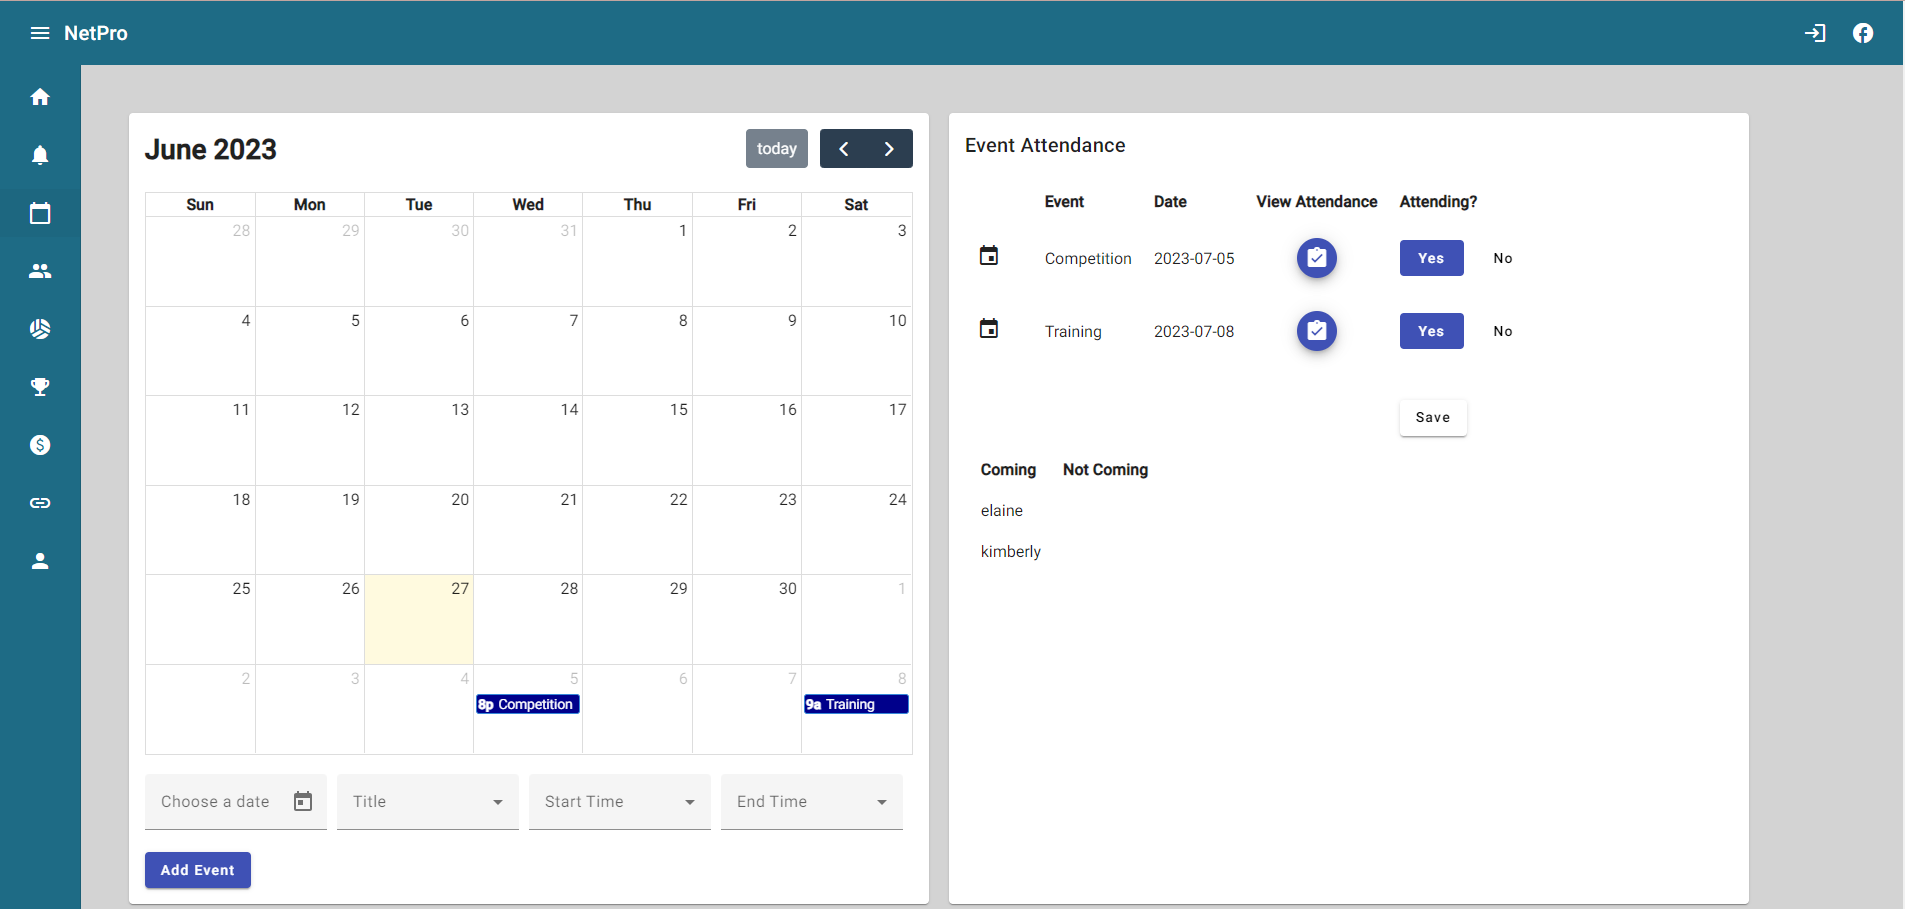 NetPro
June 2023
today
Sun Mon Tue Wed Thu Fri Sat
28 29 30 31 1 2 3
4 5 6 7 8 9 10
11 12 13 14 15 16 17
18 19 20 21 22 23 24
25 26 27 28 29 30 1
2 3 4 5 6 7 8
8p Competition 9a Training
Choose a date Title Start Time End Time
Add Event
Event Attendance
Event Date View Attendance Attending?
Competition 2023-07-05 Yes No
Training 2023-07-08 Yes No
Save
Coming Not Coming
elaine
kimberly